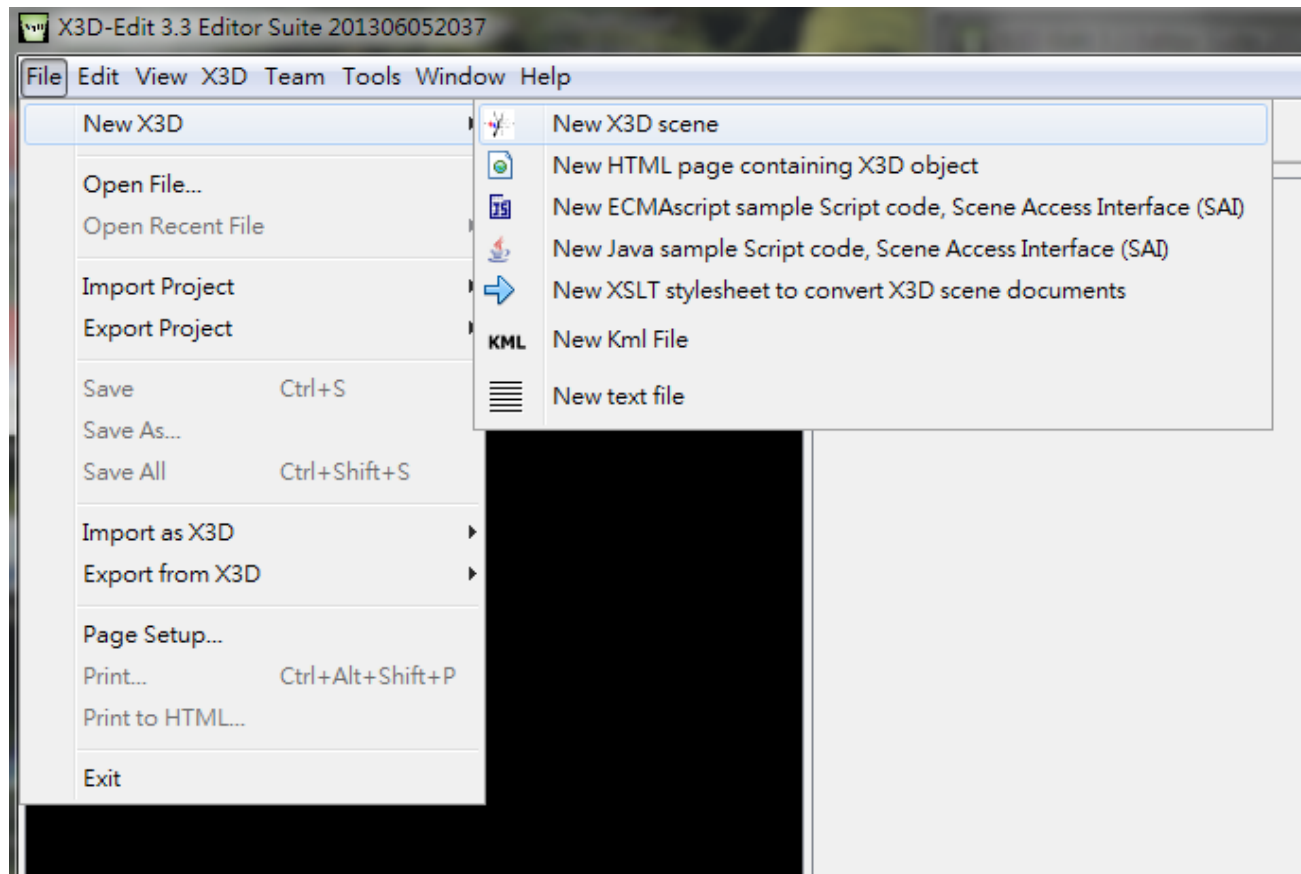 X3D-Edit 3.3 Editor Suite 201306052037
File Edit View X3D Team Tools Window Help
New X3D
Open File...
Open Recent File
Import Project
Export Project
Save Ctrl+S
Save As...
Save All Ctrl+Shift+S
Import as X3D
Export from X3D
Page Setup...
Print... Ctrl+Alt+Shift+P
Print to HTML...
Exit
New X3D scene
New HTML page containing X3D object
JS New ECMAscript sample Script code, Scene Access Interface (SAI)
New Java sample Script code, Scene Access Interface (SAI)
New XSLT stylesheet to convert X3D scene documents
KML New Kml File
New text file